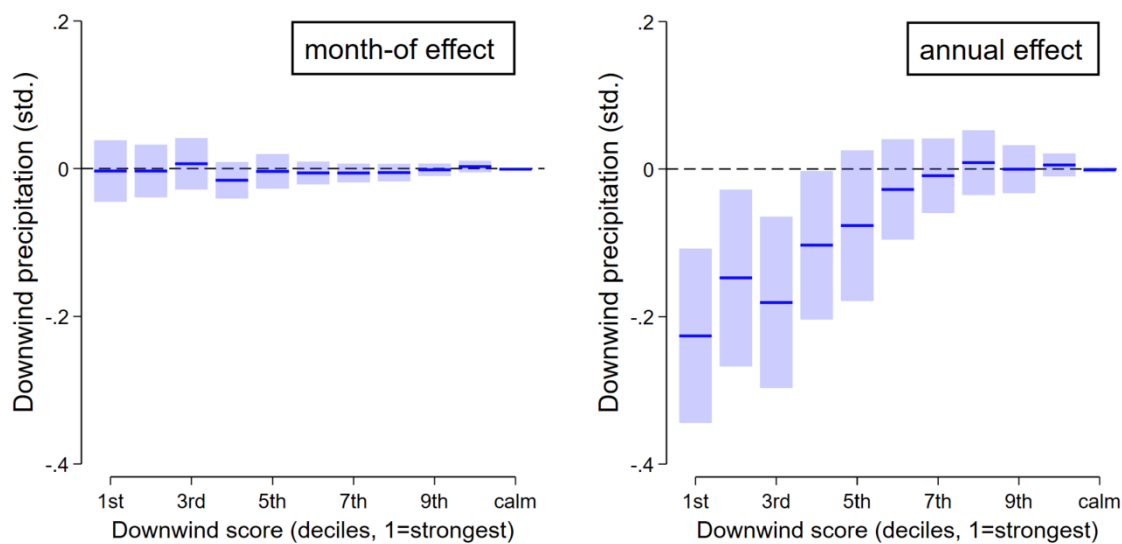 month-of effect
Downwind precipitation (std.)
.2
0
-.2
-.4
1st 3rd 5th 7th 9th calm
Downwind score (deciles, 1=strongest)
annual effect
Downwind precipitation (std.)
.2
0
-.2
-.4
1st 3rd 5th 7th 9th calm
Downwind score (deciles, 1=strongest)